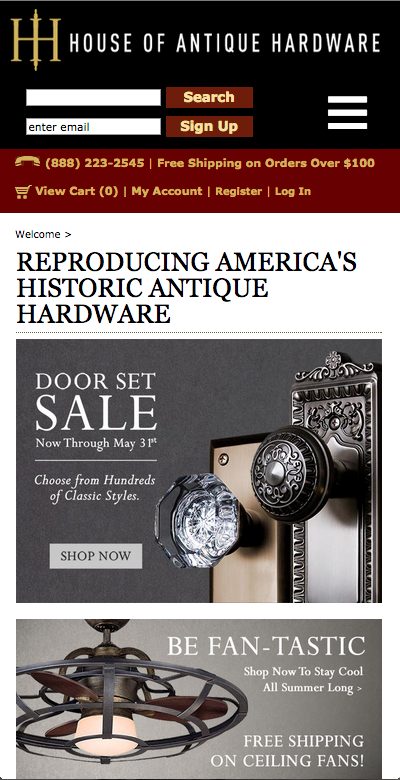 HOUSE OF ANTIQUE HARDWARE
Search
enter email
Sign Up
(888) 223-2545 | Free Shipping on Orders Over $100
View Cart (0) | My Account | Register | Log In
Welcome >
REPRODUCING AMERICA'S
HISTORIC ANTIQUE
HARDWARE
DOOR SET
SALE
Now Through May 31st
Choose from Hundreds
of Classic Styles.
SHOP NOW
BE FAN-TASTIC
Shop Now To Stay Cool
All Summer Long >
FREE SHIPPING
ON CEILING FANS!